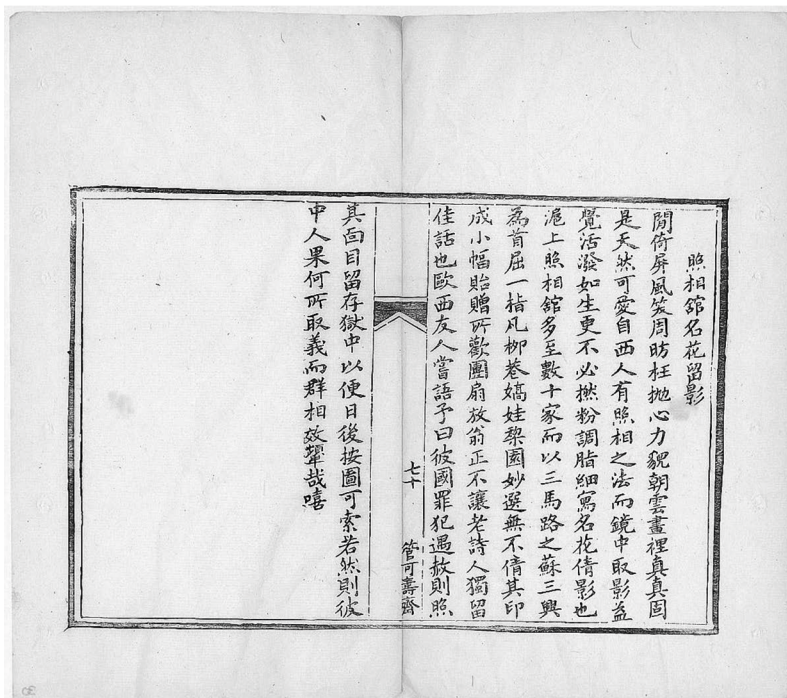 照相舘名花留影
閒倚屏風笑周昉枉抛心力貌朝雲畫裡真真固
是天然可愛自西人有照相之法而鏡中取影益
覺活潑如生更不必撚粉調脂細寫名花倩影也
滬上照相舘多至數十家而以三馬路之蘇三興
為首屈一指凡柳巷嬌娃棃園妙選無不倩其印
成小幅貽贈所歡團扇放翁正不讓老詩人獨留
佳話也歐西友人嘗語予曰彼國罪犯遇赦則照
七十
管可壽齋
其面目留存獄中以便日後按圖可索若然則彼
中人果何所取義而群相效顰哉嘻